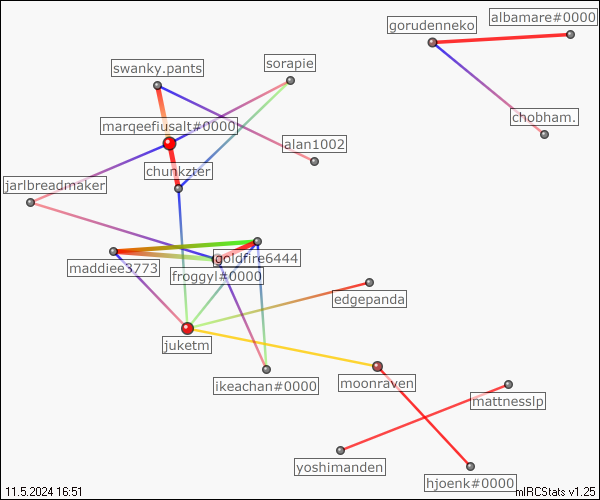 albamare#0000
gorudenneko
sorapie
swanky.pants
chobham.
marqeefiusalt#0000
alan1002
chunkzter
jarlbreadmaker
goldfire6444
maddiee3773
froggyl#0000
edgepanda
juketm
ikeachan#0000
moonraven
mattnesslp
yoshimanden
hjoenk#0000
11.5.2024 16:51
mIRCStats v1.25